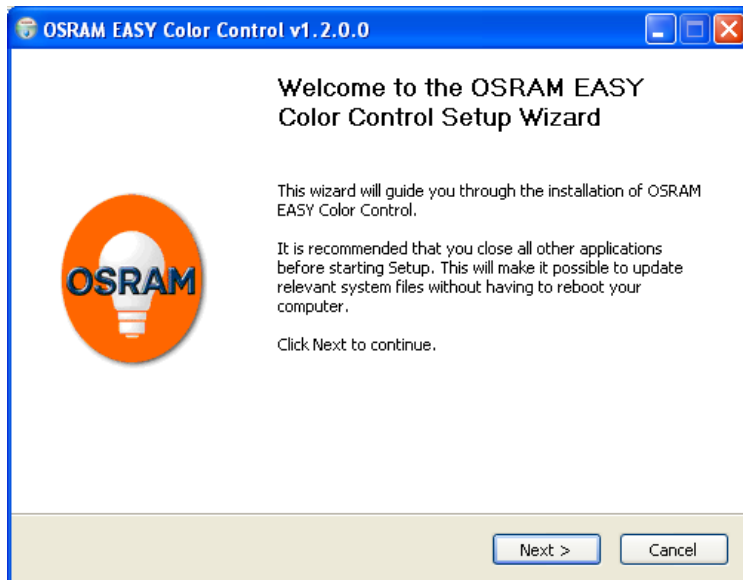 OSRAM EASY Color Control v1.2.0.0
Welcome to the OSRAM EASY
Color Control Setup Wizard
This wizard will guide you through the installation of OSRAM
EASY Color Control.
It is recommended that you close all other applications
before starting Setup. This will make it possible to update
relevant system files without having to reboot your
computer.
Click Next to continue.
OSRAM
Next >
Cancel